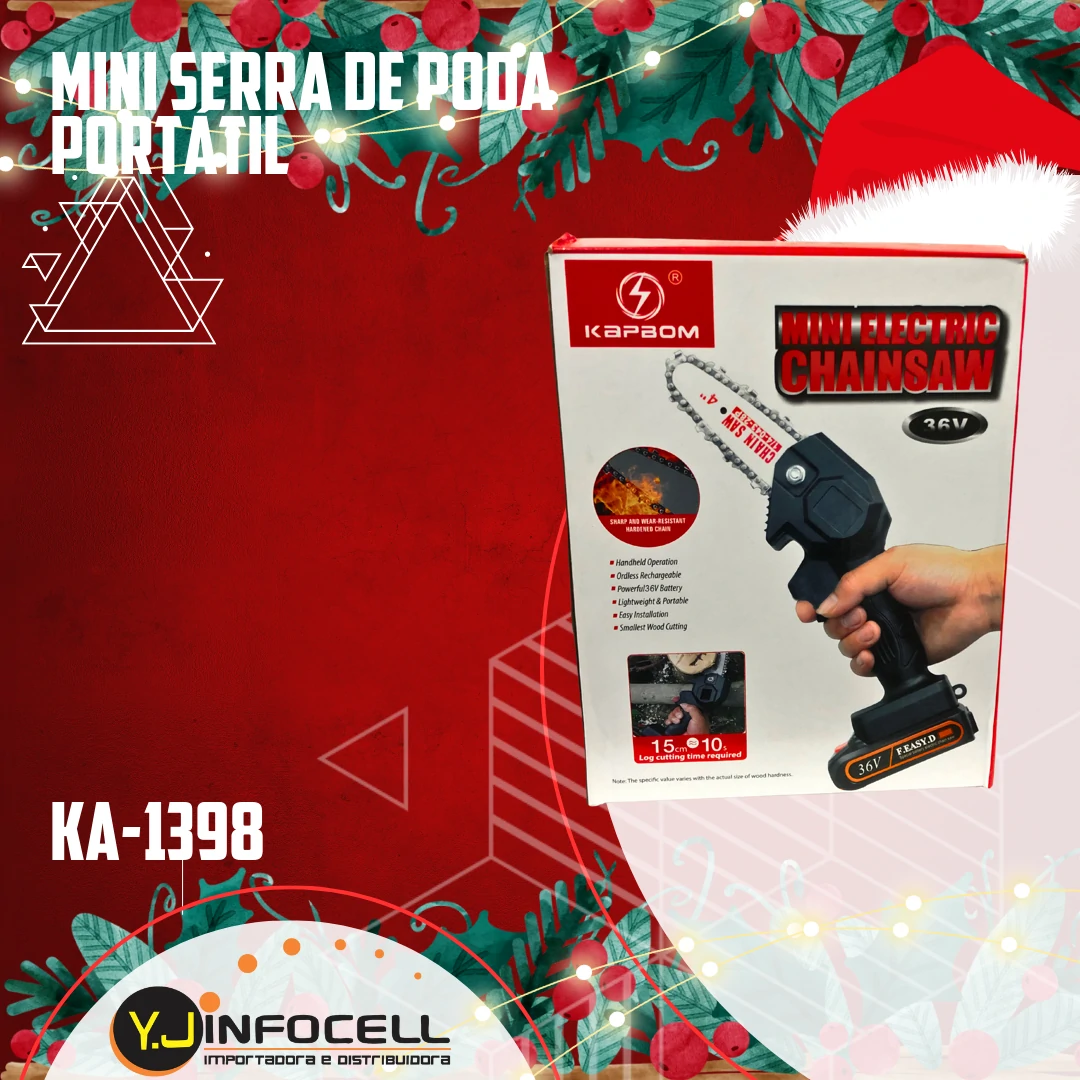 MINI SERRA DE PODA
PORTÁTIL
KAPBOM
®
MINI ELECTRIC
CHAINSAW
36V
4"
CHAIN SAW
SHARP AND WEAR-RESISTANT
HARDENED CHAIN
Handheld Operation
Ordless Rechargeable
Powerful36V Battery
Lightweight & Portable
Easy Installation
Smallest Wood Cutting
15cm≈10s
Log cutting time required
36V
F.EASY.D
Note: The specific value varies with the actual size of wood hardness.
KA-1398
Y.J INFOCELL
IMPORTADORA E DISTRIBUIDORA